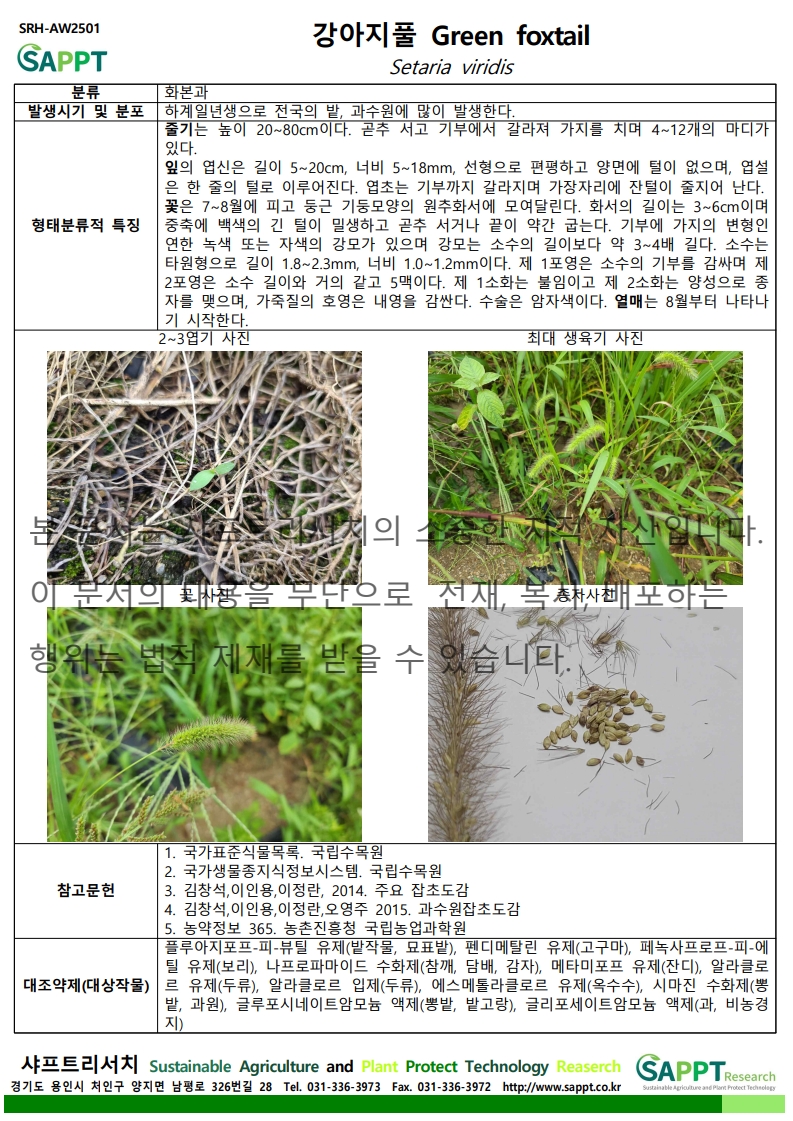 SRH-AW2501
강아지풀 Green foxtail
SAPPT
Setaria viridis
분류
화본과
발생시기 및 분포
하계일년생으로 전국의 밭, 과수원에 많이 발생한다.
형태분류적 특징
줄기는 높이 20~80cm이다. 곧추 서고 기부에서 갈라져 가지를 치며 4~12개의 마디가
있다.
잎의 엽신은 길이 5~20cm, 너비 5~18mm, 선형으로 편평하고 양면에 털이 없으며, 엽설
은 한 줄의 털로 이루어진다. 엽초는 기부까지 갈라지며 가장자리에 잔털이 줄지어 난다.
꽃은 7~8월에 피고 둥근 기둥모양의 원추화서에 모여달린다. 화서의 길이는 3~6cm이며
중축에 백색의 긴 털이 밀생하고 곧추 서거나 끝이 약간 굽는다. 기부에 가지의 변형인
연한 녹색 또는 자색의 강모가 있으며 강모는 소수의 길이보다 약 3~4배 길다. 소수는
타원형으로 길이 1.8~2.3mm, 너비 1.0~1.2mm이다. 제 1포영은 소수의 기부를 감싸며 제
2포영은 소수 길이와 거의 같고 5맥이다. 제 1소화는 불임이고 제 2소화는 양성으로 종
자를 맺으며, 가죽질의 호영은 내영을 감싼다. 수술은 암자색이다. 열매는 8월부터 나타나
기 시작한다.
2~3엽기 사진
최대 생육기 사진
본 문서는 샤프트리서치의 소중한 지적 자산입니다.
이 문서의 내용을 무단으로 전재, 복사, 배포하는
꽃 사진
종자사진
행위는 법적 제재를 받을 수 있습니다.
참고문헌
1. 국가표준식물목록. 국립수목원
2. 국가생물종지식정보시스템. 국립수목원
3. 김창석,이인용,이정란, 2014. 주요 잡초도감
4. 김창석,이인용,이정란,오영주 2015. 과수원잡초도감
5. 농약정보 365. 농촌진흥청 국립농업과학원
대조약제(대상작물)
플루아지포프-피-뷰틸 유제(밭작물, 묘표밭), 펜디메탈린 유제(고구마), 페녹사프로프-피-에
틸 유제(보리), 나프로파마이드 수화제(참깨, 담배, 감자), 메타미포프 유제(잔디), 알라클로
르 유제(두류), 알라클로르 입제(두류), 에스메톨라클로르 유제(옥수수), 시마진 수화제(뽕
밭, 과원), 글루포시네이트암모늄 액제(뽕밭, 밭고랑), 글리포세이트암모늄 액제(과, 비농경
지)
샤프트리서치 Sustainable Agriculture and Plant Protect Technology Reaserch
경기도 용인시 처인구 양지면 남평로 326번길 28 Tel. 031-336-3973 Fax. 031-336-3972 http://www.sappt.co.kr
SAPPT Research
Sustainable Agriculture and Plant Protect Technology